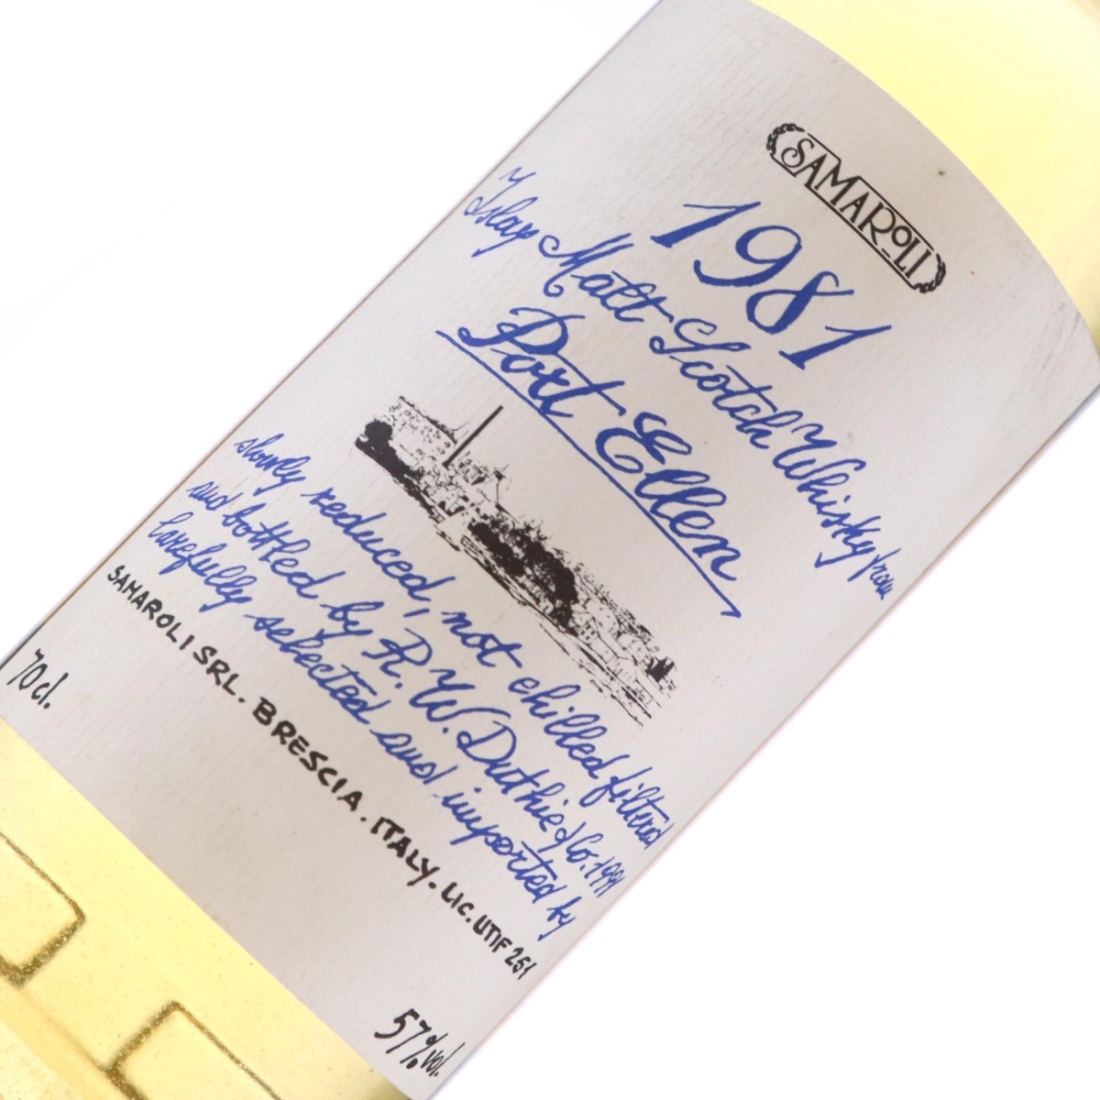 SAMAROLI
1981
Islay Malt Scotch Whisky from
Port Ellen
slowly reduced, not chilled filtered
and bottled by R. W. Duthie & Co. 1991
Carefully selected and imported by
SAMAROLI SRL. BRESCIA. ITALY. LIC. UTIF 251
70cl.
57% vol.